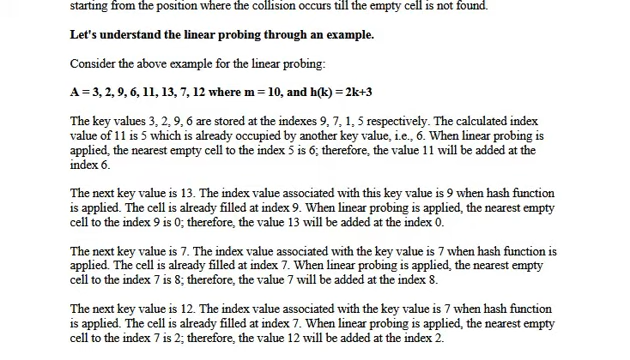 starting from the position where the collision occurs till the empty cell is not found.
Let's understand the linear probing through an example.
Consider the above example for the linear probing:
A = 3, 2, 9, 6, 11, 13, 7, 12 where m = 10, and h(k) = 2k+3
The key values 3, 2, 9, 6 are stored at the indexes 9, 7, 1, 5 respectively. The calculated index
value of 11 is 5 which is already occupied by another key value, i.e., 6. When linear probing is
applied, the nearest empty cell to the index 5 is 6; therefore, the value 11 will be added at the
index 6.
The next key value is 13. The index value associated with this key value is 9 when hash function
is applied. The cell is already filled at index 9. When linear probing is applied, the nearest empty
cell to the index 9 is 0; therefore, the value 13 will be added at the index 0.
The next key value is 7. The index value associated with the key value is 7 when hash function is
applied. The cell is already filled at index 7. When linear probing is applied, the nearest empty
cell to the index 7 is 8; therefore, the value 7 will be added at the index 8.
The next key value is 12. The index value associated with the key value is 7 when hash function
is applied. The cell is already filled at index 7. When linear probing is applied, the nearest empty
cell to the index 7 is 2; therefore, the value 12 will be added at the index 2.